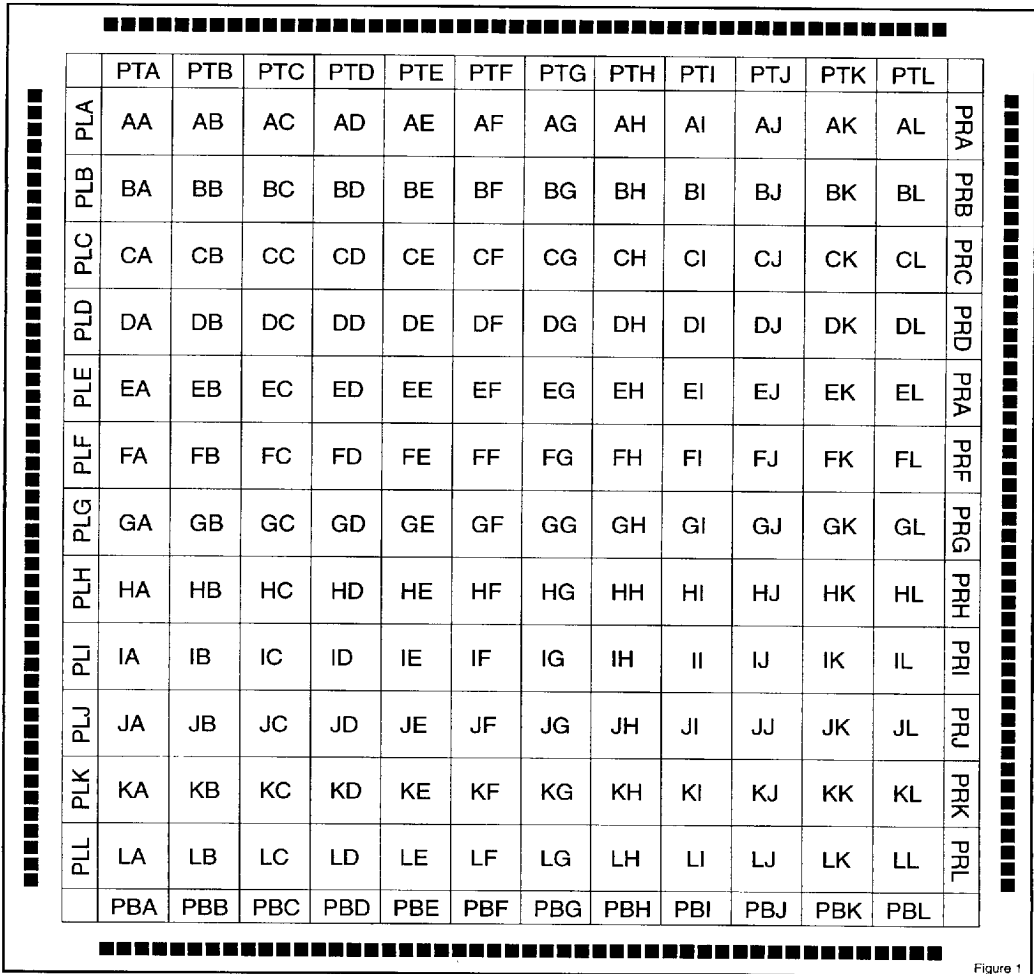 PTA PTB PTC PTD PTE PTF PTG PTH PTI PTJ PTK PTL
PLA AA AB AC AD AE AF AG AH AI AJ AK AL PRA
PLB BA BB BC BD BE BF BG BH BI BJ BK BL PRB
PLC CA CB CC CD CE CF CG CH CI CJ CK CL PRC
PLD DA DB DC DD DE DF DG DH DI DJ DK DL PRD
PLE EA EB EC ED EE EF EG EH EI EJ EK EL PRA
PLF FA FB FC FD FE FF FG FH FI FJ FK FL PRF
PLG GA GB GC GD GE GF GG GH GI GJ GK GL PRG
PLH HA HB HC HD HE HF HG HH HI HJ HK HL PRH
PLI IA IB IC ID IE IF IG IH II IJ IK IL PRI
PLJ JA JB JC JD JE JF JG JH JI JJ JK JL PRJ
PLK KA KB KC KD KE KF KG KH KI KJ KK KL PRK
PLL LA LB LC LD LE LF LG LH LI LJ LK LL PRL
PBA PBB PBC PBD PBE PBF PBG PBH PBI PBJ PBK PBL
Figure 1